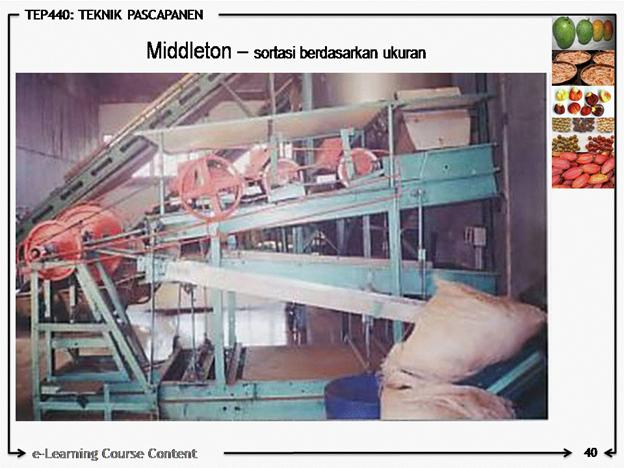 TEP440: TEKNIK PASCAPANEN
Middleton – sortasi berdasarkan ukuran
e-Learning Course Content
40